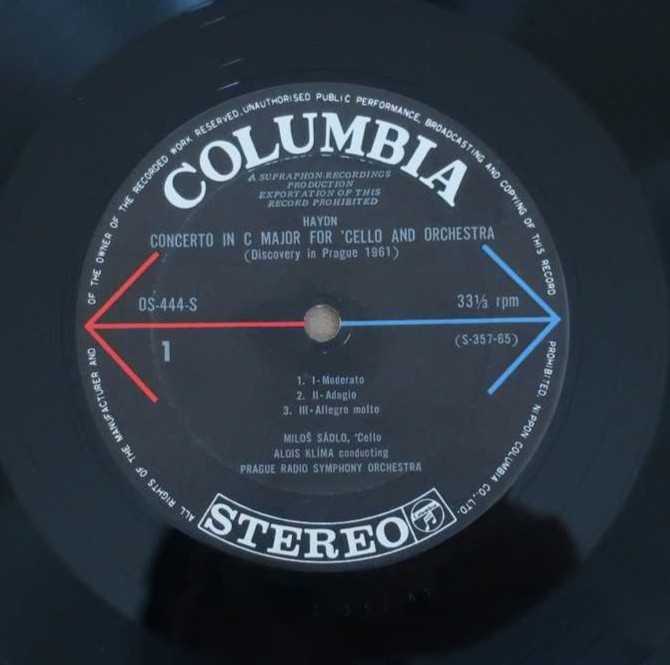 ALL RIGHTS OF THE MANUFACTURER AND OF THE OWNER OF THE RECORDED WORK RESERVED. UNAUTHORISED PUBLIC PERFORMANCE, BROADCASTING AND COPYING OF THIS RECORD PROHIBITED. NIPPON COLUMBIA CO., LTD.
COLUMBIA
A SUPRAPHON RECORDINGS
PRODUCTION
EXPORTATION OF THIS
RECORD PROHIBITED
HAYDN
CONCERTO IN C MAJOR FOR 'CELLO AND ORCHESTRA
(Discovery in Prague 1961)
OS-444-S
33⅓ rpm
1
(S-357-65)
1. I-Moderato
2. II-Adagio
3. III-Allegro molto
MILOŠ SÁDLO, 'Cello
ALOIS KLÍMA conducting
PRAGUE RADIO SYMPHONY ORCHESTRA
STEREO